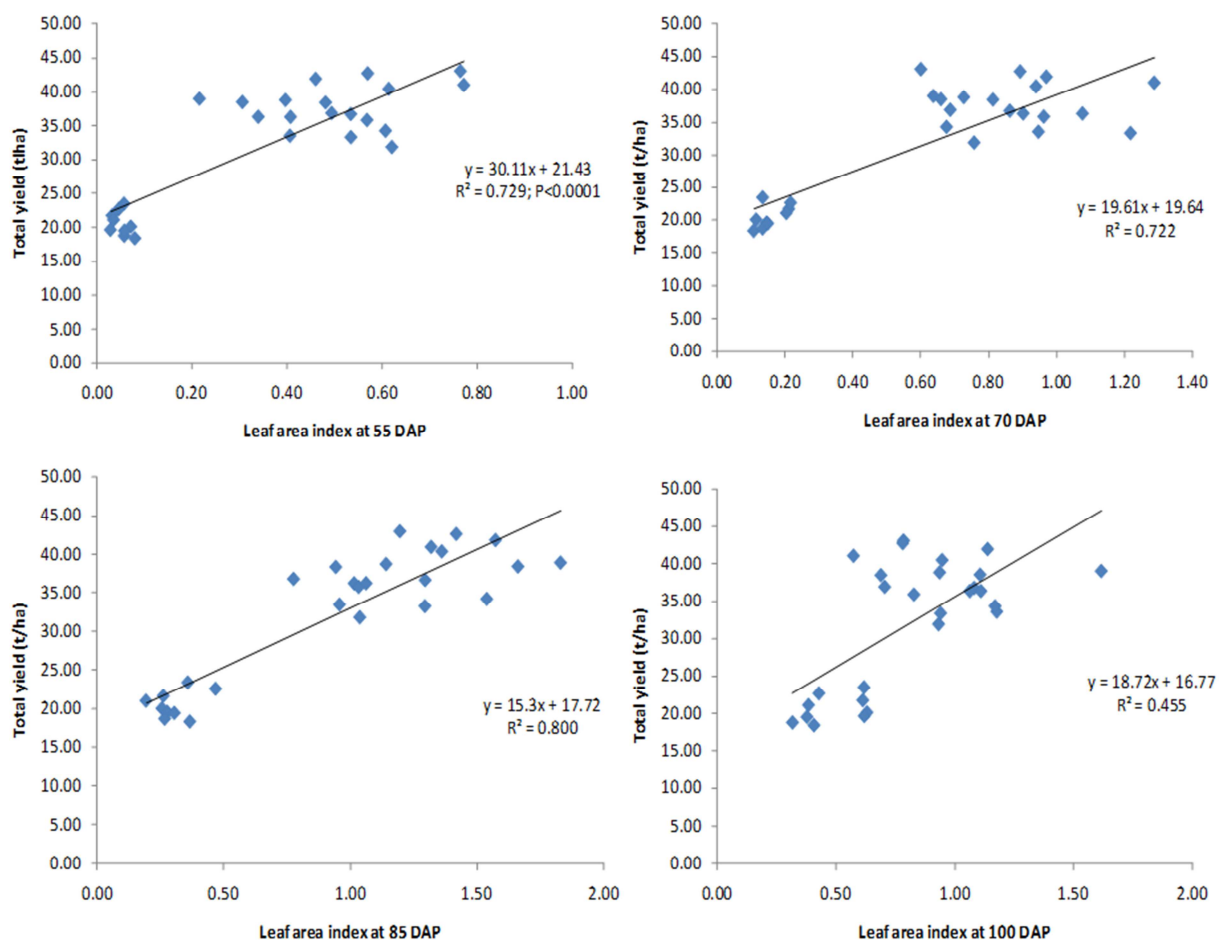 50.00
45.00
40.00
35.00
30.00
25.00
20.00
15.00
10.00
5.00
0.00
Total yield (t|ha)
y = 30.11x + 21.43
R² = 0.729; P<0.0001
0.00 0.20 0.40 0.60 0.80 1.00
Leaf area index at 55 DAP
50.00
45.00
40.00
35.00
30.00
25.00
20.00
15.00
10.00
5.00
0.00
Total yield (t/ha)
y = 19.61x + 19.64
R² = 0.722
0.00 0.20 0.40 0.60 0.80 1.00 1.20 1.40
Leaf area index at 70 DAP
50.00
45.00
40.00
35.00
30.00
25.00
20.00
15.00
10.00
5.00
0.00
Total yield (t/ha)
y = 15.3x + 17.72
R² = 0.800
0.00 0.50 1.00 1.50 2.00
Leaf area index at 85 DAP
50.00
45.00
40.00
35.00
30.00
25.00
20.00
15.00
10.00
5.00
0.00
Total yield (t/ha)
y = 18.72x + 16.77
R² = 0.455
0.00 0.50 1.00 1.50 2.00
Leaf area index at 100 DAP